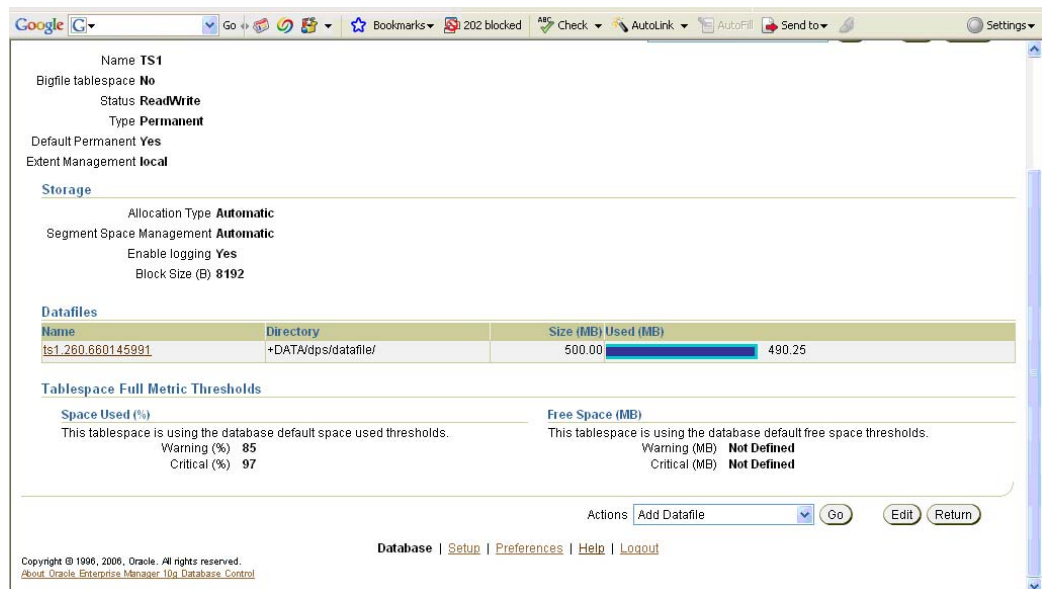 Google G Go Bookmarks 202 blocked ABC Check AutoLink AutoFill Send to Settings
Name TS1
Bigfile tablespace No
Status ReadWrite
Type Permanent
Default Permanent Yes
Extent Management local
Storage
Allocation Type Automatic
Segment Space Management Automatic
Enable logging Yes
Block Size (B) 8192
Datafiles
Name Directory Size (MB) Used (MB)
ts1.260.660145991 +DATA/dps/datafile/ 500.00 490.25
Tablespace Full Metric Thresholds
Space Used (%) Free Space (MB)
This tablespace is using the database default space used thresholds. This tablespace is using the database default free space thresholds.
Warning (%) 85 Warning (MB) Not Defined
Critical (%) 97 Critical (MB) Not Defined
Actions Add Datafile Go Edit Return
Database | Setup | Preferences | Help | Logout
Copyright © 1996, 2006, Oracle. All rights reserved.
About Oracle Enterprise Manager 10g Database Control